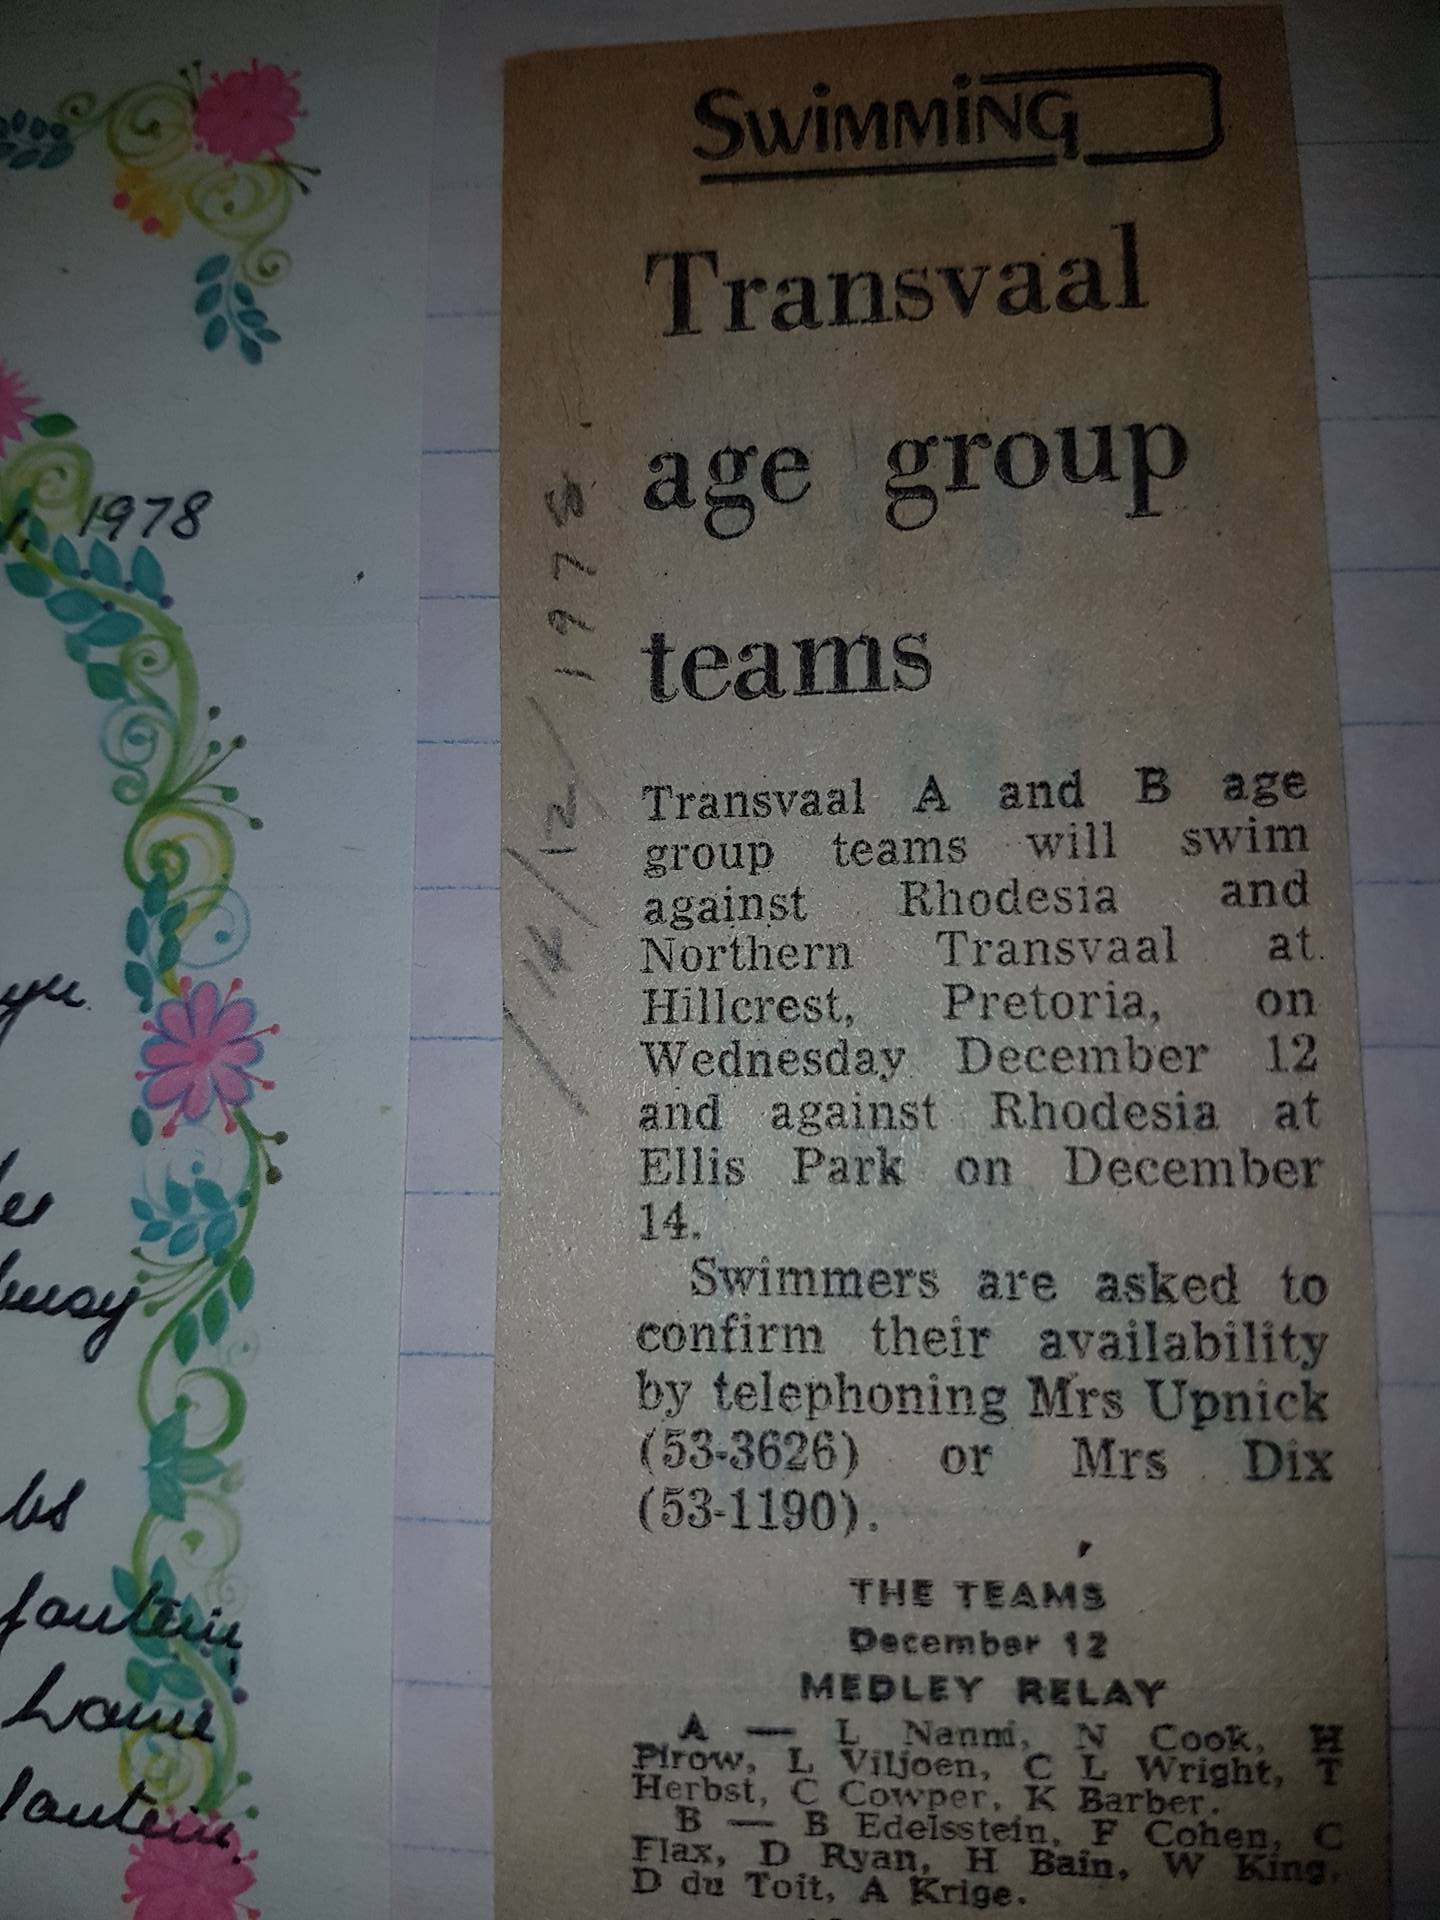 SWiMMiNG
Transvaal
age group
teams
Transvaal A and B age
group teams will swim
against Rhodesia and
Northern Transvaal at
Hillcrest, Pretoria, on
Wednesday December 12
and against Rhodesia at
Ellis Park on December
14.
Swimmers are asked to
confirm their availability
by telephoning Mrs Upnick
(53-3626) or Mrs Dix
(53-1190).
THE TEAMS
December 12
MEDLEY RELAY
A — L Nanni, N Cook, H
Pirow, L Viljoen, C L Wright, T
Herbst, C Cowper, K Barber.
B — B Edelsstein, F Cohen, C
Flax, D Ryan, H Bain, W King,
D du Toit, A Krige.
1978